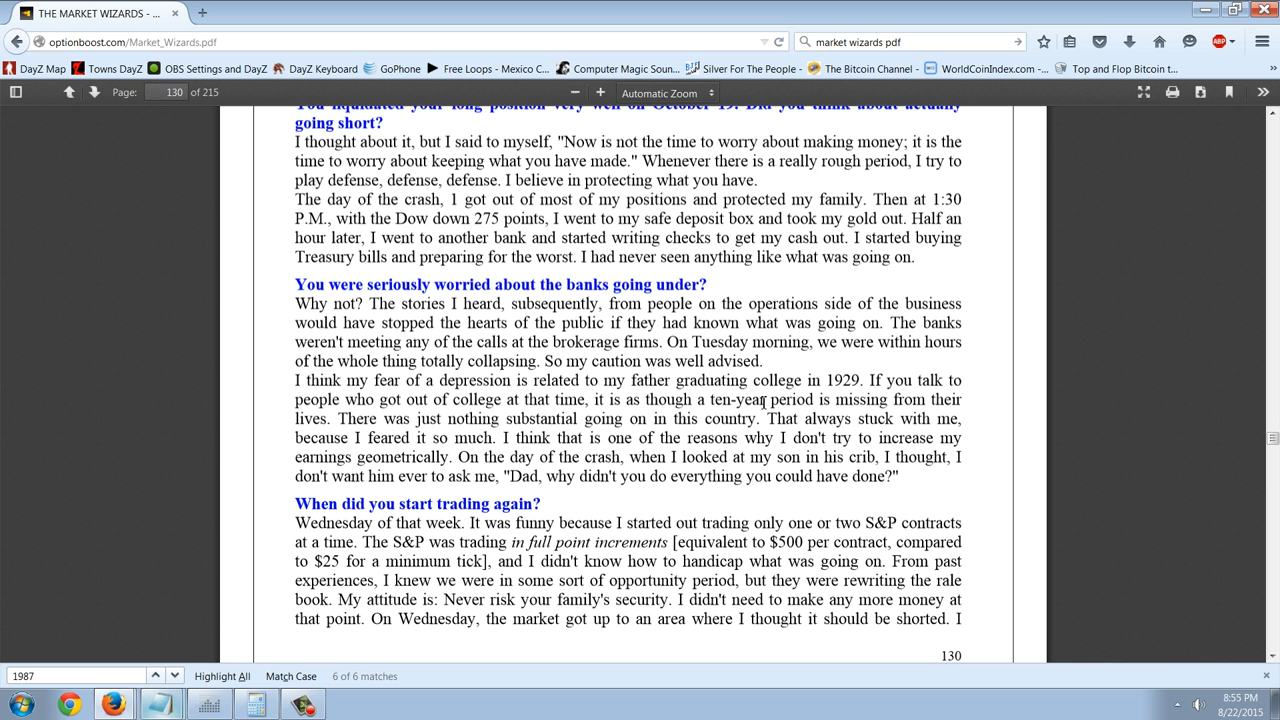 THE MARKET WIZARDS - ...
optionboost.com/Market_Wizards.pdf
market wizards pdf
ABP
DayZ Map
Towns DayZ
OBS Settings and DayZ
DayZ Keyboard
GoPhone
Free Loops - Mexico C...
Computer Magic Soun...
Silver For The People -
The Bitcoin Channel -
WorldCoinIndex.com -...
Top and Flop Bitcoin t...
Page: 130 of 215
Automatic Zoom
You liquidated your long position very well on October 19. Did you think about actually
going short?
I thought about it, but I said to myself, "Now is not the time to worry about making money; it is the
time to worry about keeping what you have made." Whenever there is a really rough period, I try to
play defense, defense, defense. I believe in protecting what you have.
The day of the crash, 1 got out of most of my positions and protected my family. Then at 1:30
P.M., with the Dow down 275 points, I went to my safe deposit box and took my gold out. Half an
hour later, I went to another bank and started writing checks to get my cash out. I started buying
Treasury bills and preparing for the worst. I had never seen anything like what was going on.
You were seriously worried about the banks going under?
Why not? The stories I heard, subsequently, from people on the operations side of the business
would have stopped the hearts of the public if they had known what was going on. The banks
weren't meeting any of the calls at the brokerage firms. On Tuesday morning, we were within hours
of the whole thing totally collapsing. So my caution was well advised.
I think my fear of a depression is related to my father graduating college in 1929. If you talk to
people who got out of college at that time, it is as though a ten-year period is missing from their
lives. There was just nothing substantial going on in this country. That always stuck with me,
because I feared it so much. I think that is one of the reasons why I don't try to increase my
earnings geometrically. On the day of the crash, when I looked at my son in his crib, I thought, I
don't want him ever to ask me, "Dad, why didn't you do everything you could have done?"
When did you start trading again?
Wednesday of that week. It was funny because I started out trading only one or two S&P contracts
at a time. The S&P was trading in full point increments [equivalent to $500 per contract, compared
to $25 for a minimum tick], and I didn't know how to handicap what was going on. From past
experiences, I knew we were in some sort of opportunity period, but they were rewriting the rale
book. My attitude is: Never risk your family's security. I didn't need to make any more money at
that point. On Wednesday, the market got up to an area where I thought it should be shorted. I
130
1987
Highlight All
Match Case
6 of 6 matches
8:55 PM
8/22/2015